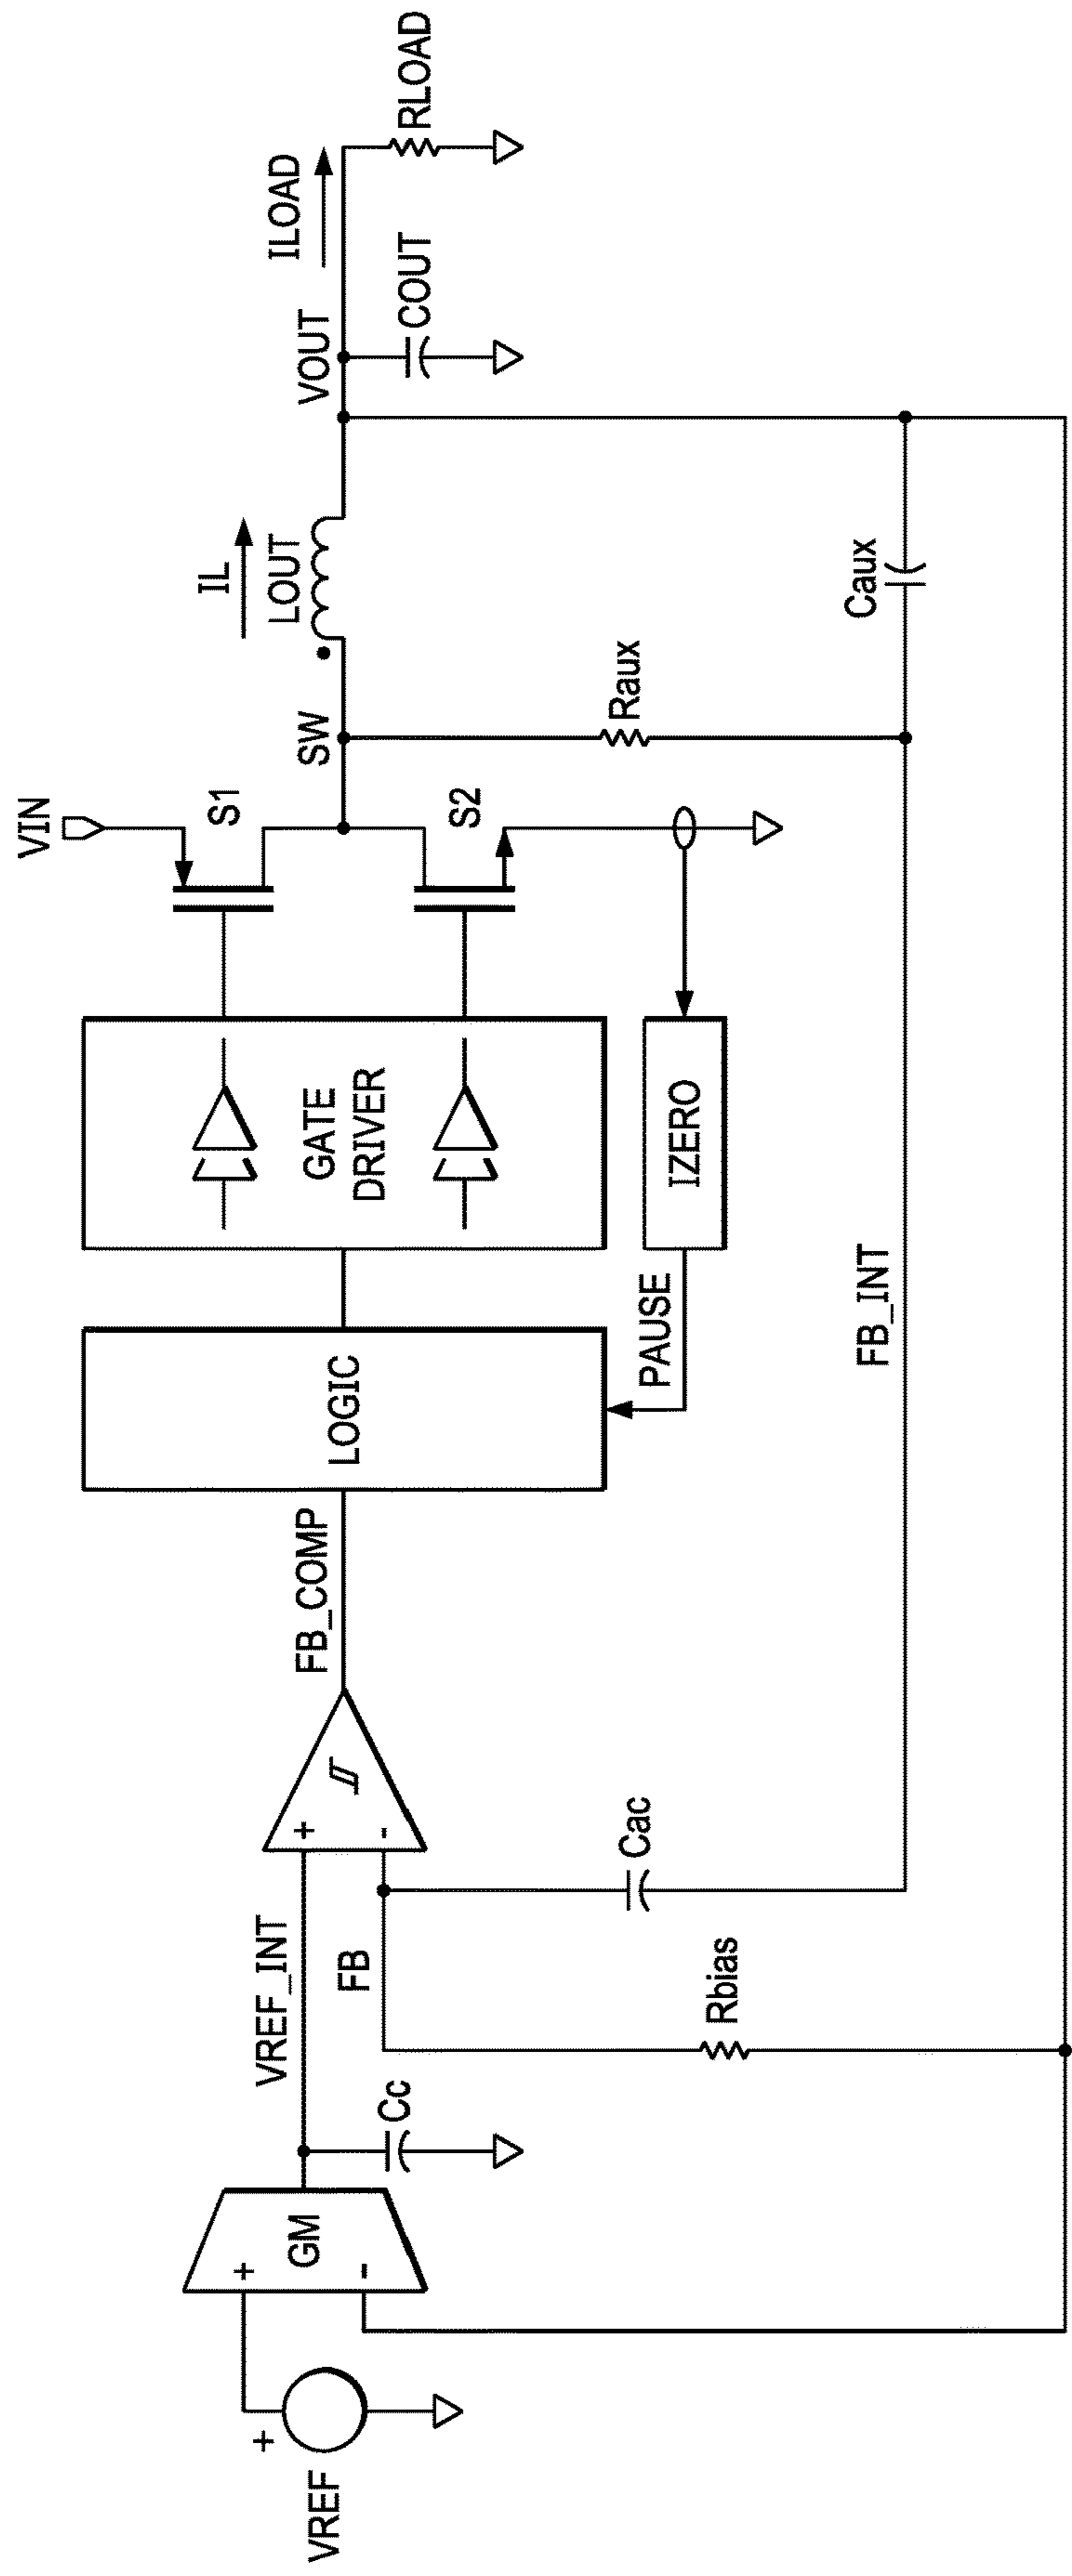 VREF
+
+
-
GM
Cc
VREF_INT
FB
Rbias
Cac
+
-
FB_COMP
LOGIC
PAUSE
FB_INT
GATE
DRIVER
IZERO
VIN
S1
S2
SW
Raux
IL
LOUT
Caux
VOUT
COUT
ILOAD
RLOAD